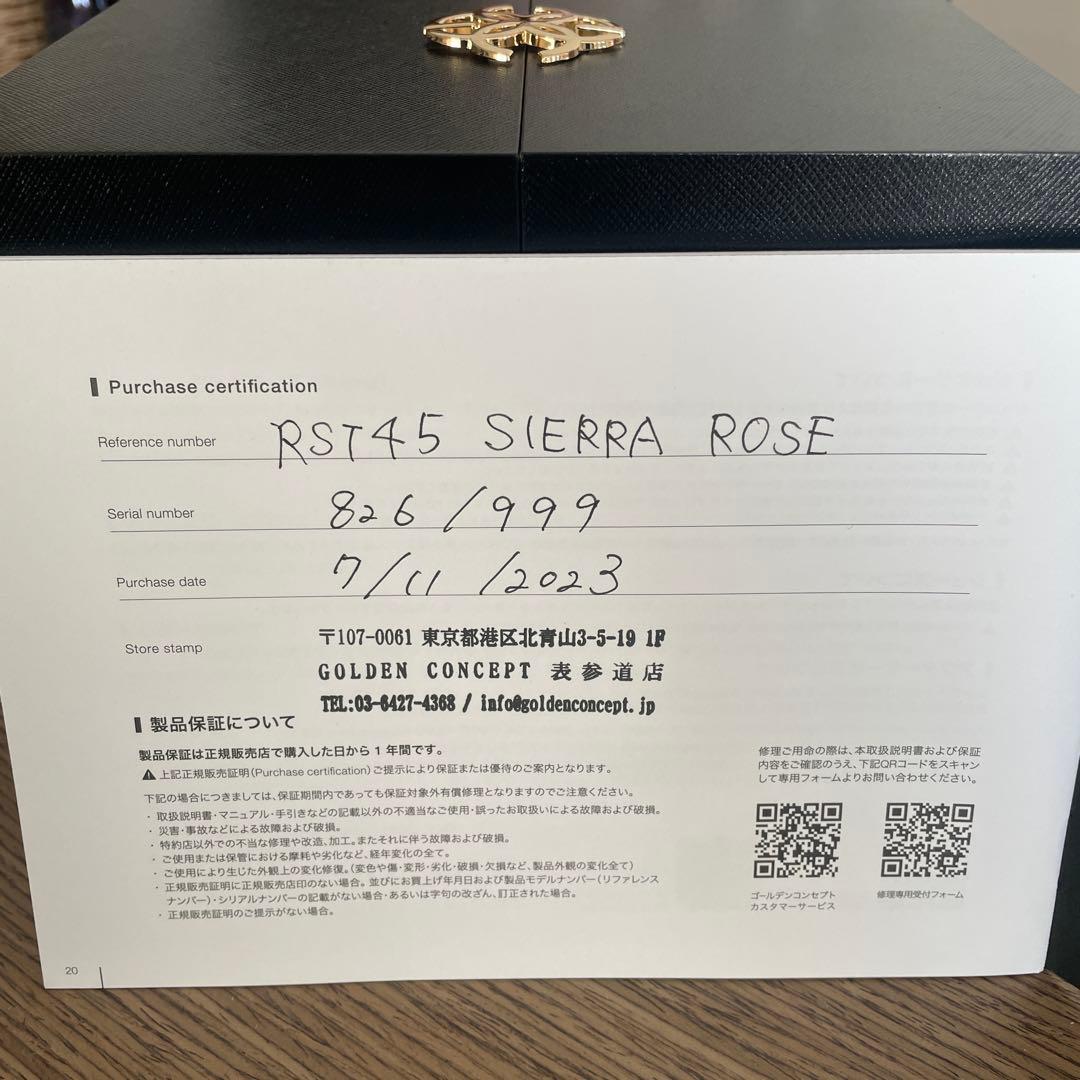 Purchase certification
Reference number RST45 SIERRA ROSE
Serial number 826/999
Purchase date 7/11/2023
Store stamp
〒107-0061 東京都港区北青山3-5-19 1F
GOLDEN CONCEPT 表参道店
TEL:03-6427-4368 / info@goldenconcept.jp
製品保証について
製品保証は正規販売店で購入した日から1年間です。
上記正規販売証明(Purchase certification)ご提示により保証または優待のご案内となります。
下記の場合につきましては、保証期間内であっても保証対象外有償修理となりますのでご注意ください。
・取扱説明書・マニュアル・手引きなどの記載以外の不適当なご使用・誤ったお取扱いによる故障および破損。
・災害・事故などによる故障および破損。
・特約店以外での不当な修理や改造、加工。またそれに伴う故障および破損。
・ご使用または保管における摩耗や劣化など、経年変化の全て。
・ご使用により生じた外観上の変化修復。(変色や傷・変形・劣化・破損・欠損など、製品外観の変化全て)
・正規販売証明に正規販売店印のない場合。並びにお買上げ年月日および製品モデルナンバー(リファレンス
ナンバー)・シリアルナンバーの記載がない場合・あるいは字句の改ざん、訂正された場合。
・正規販売証明のご提示がない場合。
修理ご用命の際は、本取扱説明書および保証
内容をご確認のうえ、下記QRコードをスキャン
して専用フォームよりお問い合わせください。
ゴールデンコンセプト
カスタマーサービス
修理専用受付フォーム
20